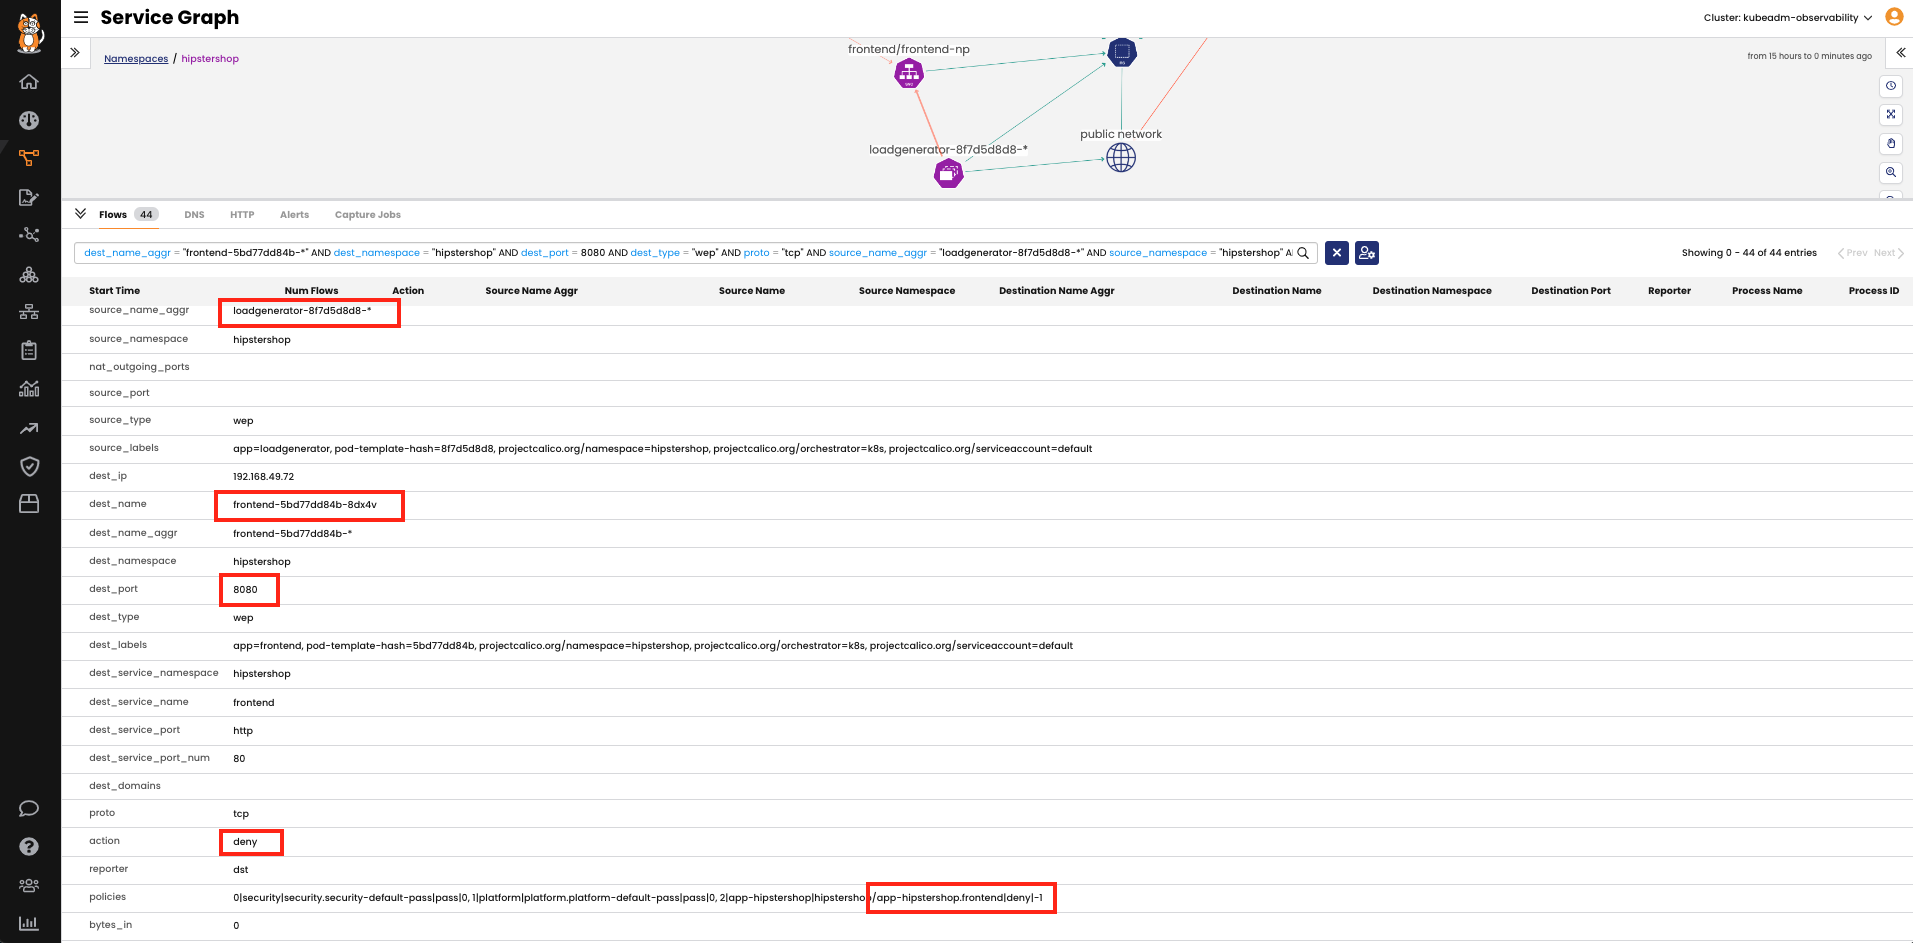 Service Graph
Cluster: kubeadm-observability
Namespaces / hipstershop
from 15 hours to 0 minutes ago
frontend/frontend-np
public network
loadgenerator-8f7d5d8d8-*
Flows 44 DNS HTTP Alerts Capture Jobs
dest_name_aggr = "frontend-5bd77dd84b-*" AND dest_namespace = "hipstershop" AND dest_port = 8080 AND dest_type = "wep" AND proto = "tcp" AND source_name_aggr = "loadgenerator-8f7d5d8d8-*" AND source_namespace = "hipstershop" A
Showing 0 - 44 of 44 entries Prev Next
Start Time Num Flows Action Source Name Aggr Source Name Source Namespace Destination Name Aggr Destination Name Destination Namespace Destination Port Reporter Process Name Process ID
source_name_aggr loadgenerator-8f7d5d8d8-*
source_namespace hipstershop
nat_outgoing_ports
source_port
source_type wep
source_labels app=loadgenerator, pod-template-hash=8f7d5d8d8, projectcalico.org/namespace=hipstershop, projectcalico.org/orchestrator=k8s, projectcalico.org/serviceaccount=default
dest_ip 192.168.49.72
dest_name frontend-5bd77dd84b-8dx4v
dest_name_aggr frontend-5bd77dd84b-*
dest_namespace hipstershop
dest_port 8080
dest_type wep
dest_labels app=frontend, pod-template-hash=5bd77dd84b, projectcalico.org/namespace=hipstershop, projectcalico.org/orchestrator=k8s, projectcalico.org/serviceaccount=default
dest_service_namespace hipstershop
dest_service_name frontend
dest_service_port http
dest_service_port_num 80
dest_domains
proto tcp
action deny
reporter dst
policies 0|security|security.security-default-pass|pass|0, 1|platform|platform.platform-default-pass|pass|0, 2|app-hipstershop|hipstershop/app-hipstershop.frontend|deny|-1
bytes_in 0